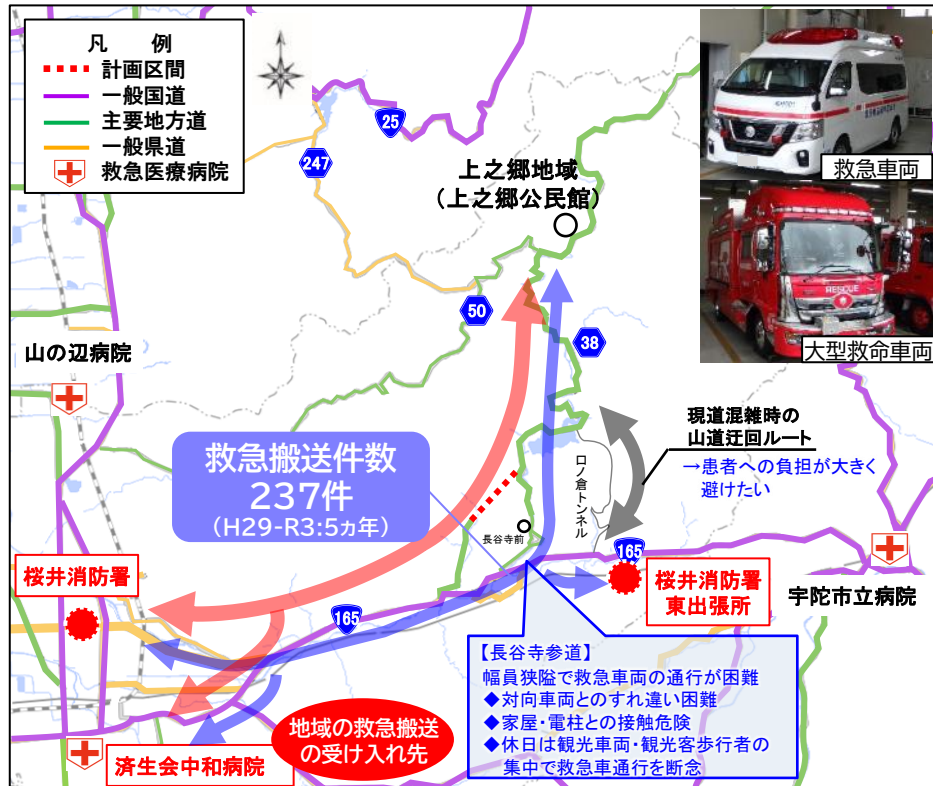 凡　例
計画区間
一般国道
主要地方道
一般県道
救急医療病院
25
247
上之郷地域
（上之郷公民館）
救急車両
RESCUE
大型救命車両
50
38
山の辺病院
現道混雑時の
山道迂回ルート
→患者への負担が大きく
避けたい
救急搬送件数
237件
（H29-R3:5ヵ年）
口ノ倉トンネル
長谷寺前
165
桜井消防署
桜井消防署
東出張所
宇陀市立病院
165
【長谷寺参道】
幅員狭隘で救急車両の通行が困難
◆対向車両とのすれ違い困難
◆家屋・電柱との接触危険
◆休日は観光車両・観光客歩行者の
集中で救急車通行を断念
地域の救急搬送
の受け入れ先
済生会中和病院